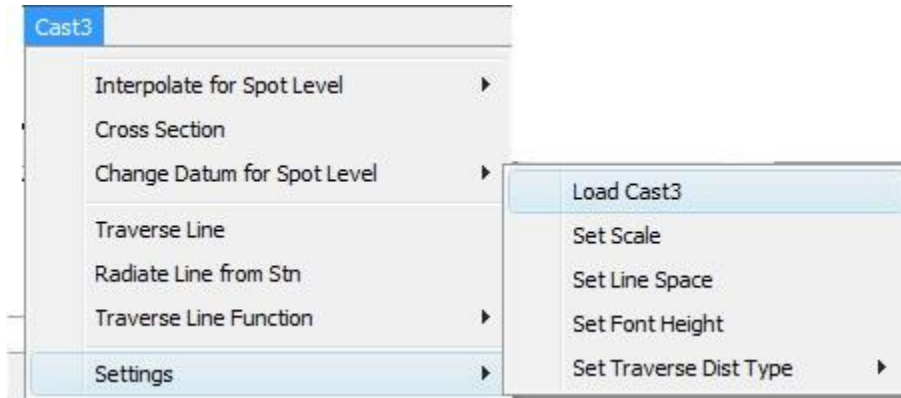 Cast3
Interpolate for Spot Level
Cross Section
Change Datum for Spot Level
Traverse Line
Radiate Line from Stn
Traverse Line Function
Settings
Load Cast3
Set Scale
Set Line Space
Set Font Height
Set Traverse Dist Type